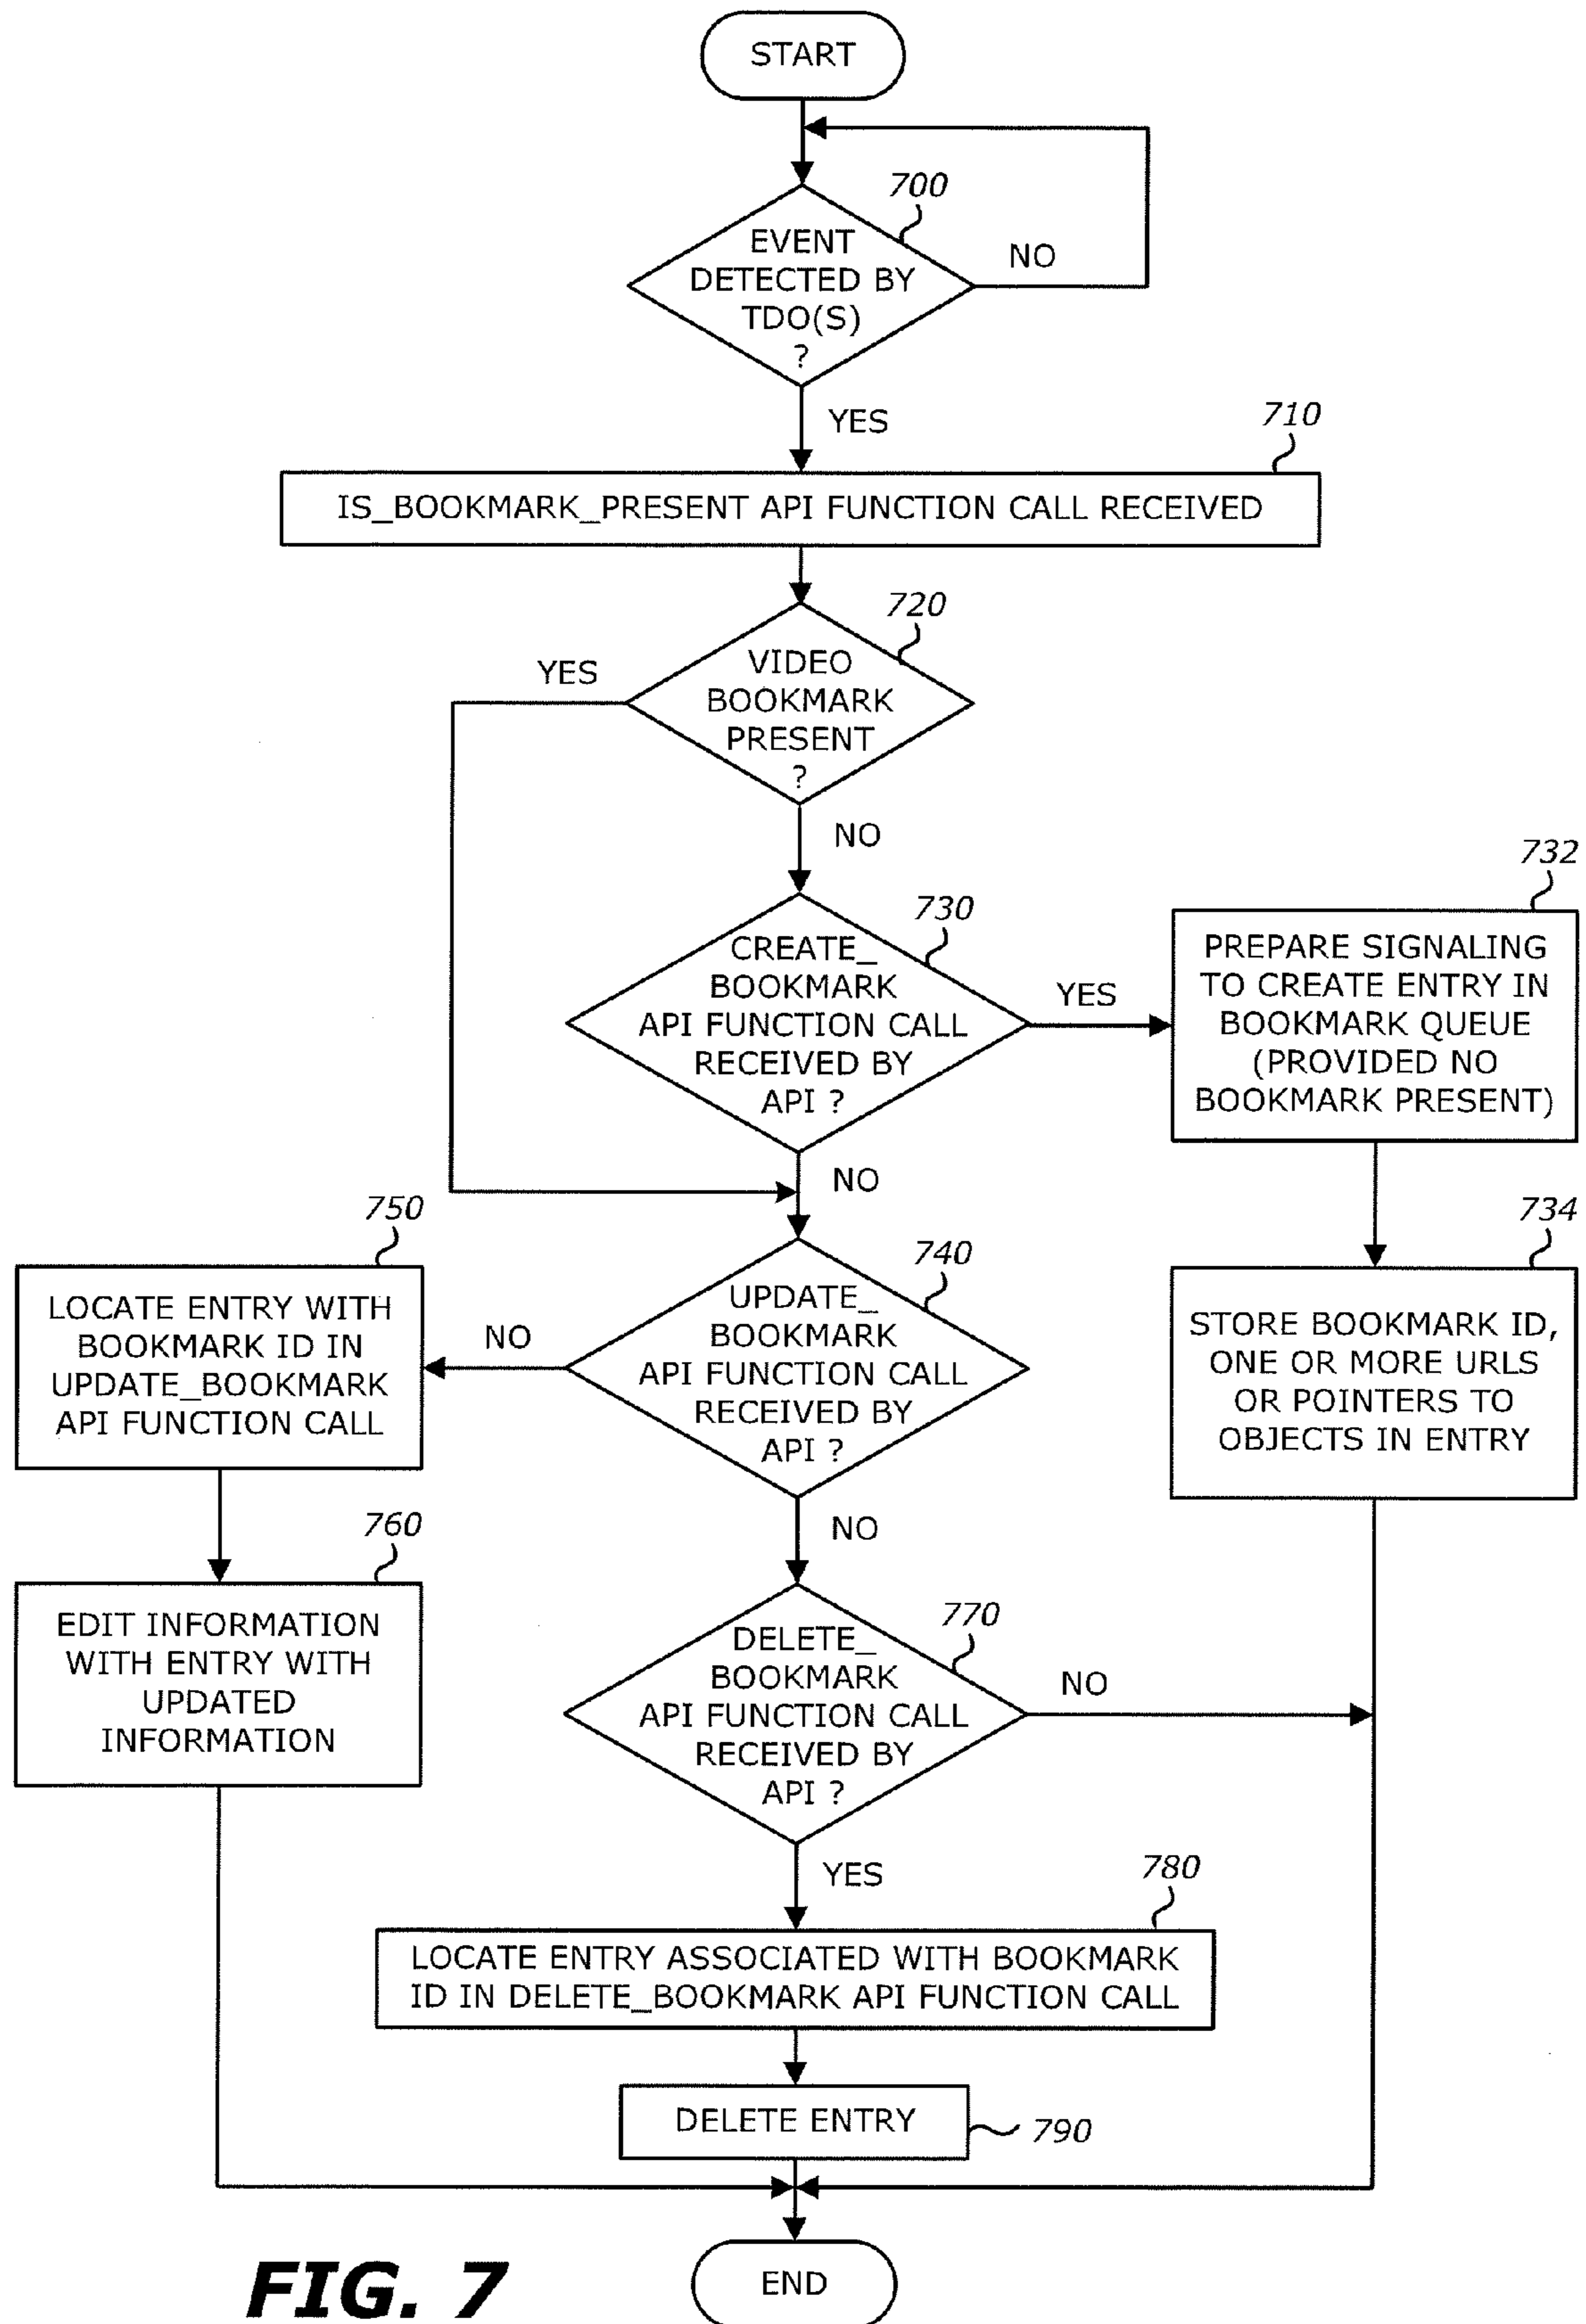 START
700
EVENT
DETECTED BY
TDO(S)
?
NO
YES
710
IS_BOOKMARK_PRESENT API FUNCTION CALL RECEIVED
720
VIDEO
BOOKMARK
PRESENT
?
YES
NO
730
CREATE_
BOOKMARK
API FUNCTION CALL
RECEIVED BY
API ?
YES
NO
732
PREPARE SIGNALING
TO CREATE ENTRY IN
BOOKMARK QUEUE
(PROVIDED NO
BOOKMARK PRESENT)
734
STORE BOOKMARK ID,
ONE OR MORE URLS
OR POINTERS TO
OBJECTS IN ENTRY
740
UPDATE_
BOOKMARK
API FUNCTION CALL
RECEIVED BY
API ?
NO
NO
750
LOCATE ENTRY WITH
BOOKMARK ID IN
UPDATE_BOOKMARK
API FUNCTION CALL
760
EDIT INFORMATION
WITH ENTRY WITH
UPDATED
INFORMATION
770
DELETE_
BOOKMARK
API FUNCTION CALL
RECEIVED BY
API ?
NO
YES
780
LOCATE ENTRY ASSOCIATED WITH BOOKMARK
ID IN DELETE_BOOKMARK API FUNCTION CALL
DELETE ENTRY
790
END
FIG. 7